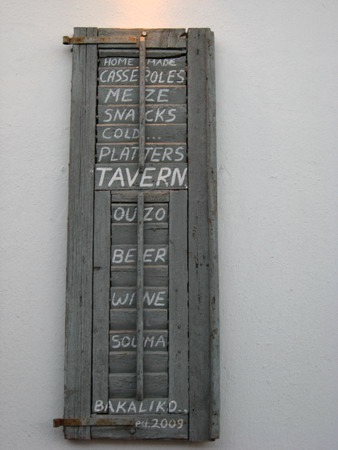 HOME MADE
CASSEROLES
MEZE
SNACKS
COLD...
PLATTERS
TAVERN
OUZO
BEER
WINE
SOUMA
BAKALIKO..
EST. 2009